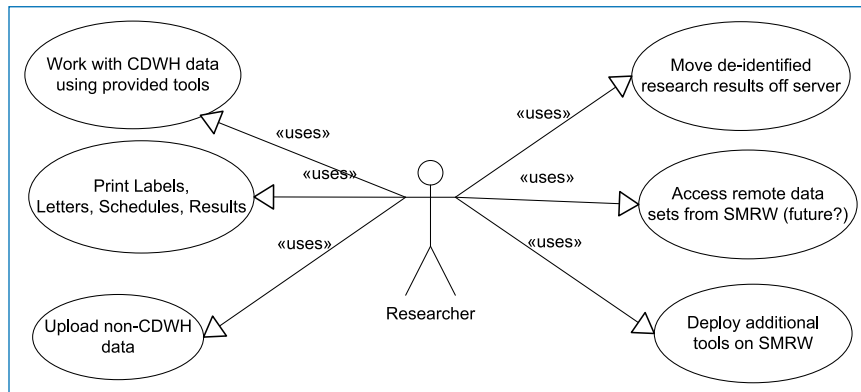 Work with CDWH data
using provided tools
«uses»
Print Labels,
Letters, Schedules, Results
«uses»
Upload non-CDWH
data
«uses»
Researcher
Move de-identified
research results off server
«uses»
Access remote data
sets from SMRW (future?)
«uses»
Deploy additional
tools on SMRW
«uses»